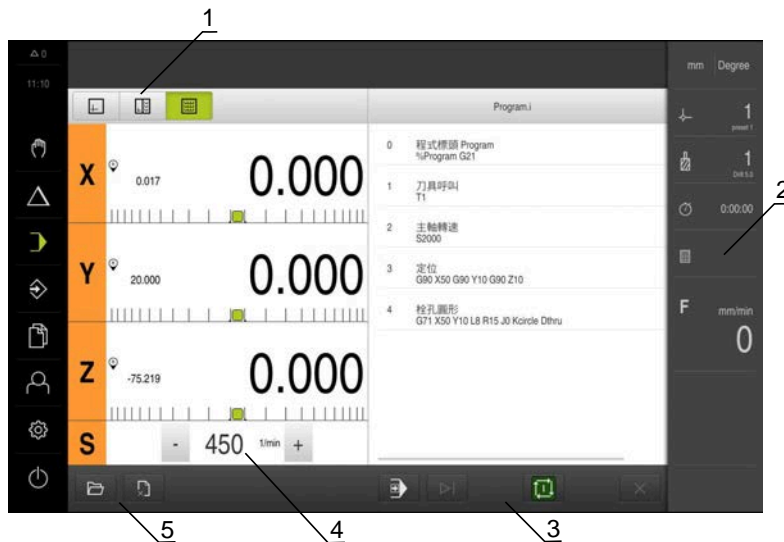 1
△ 0
11:10
mm Degree
Program.i
X
0.017
0.000
Y
20.000
0.000
Z
-75.219
0.000
S
- 450 1/min +
0 程式標頭 Program
%Program G21
1 刀具呼叫
T1
2 主軸轉速
S2000
3 定位
G90 X50 G90 Y10 G90 Z10
4 栓孔圓形
G71 X50 Y10 L8 R15 J0 Kcircle Dthru
1
preset 1
1
Drill 5.0
0:00:00
2
F mm/min
0
5
4
3